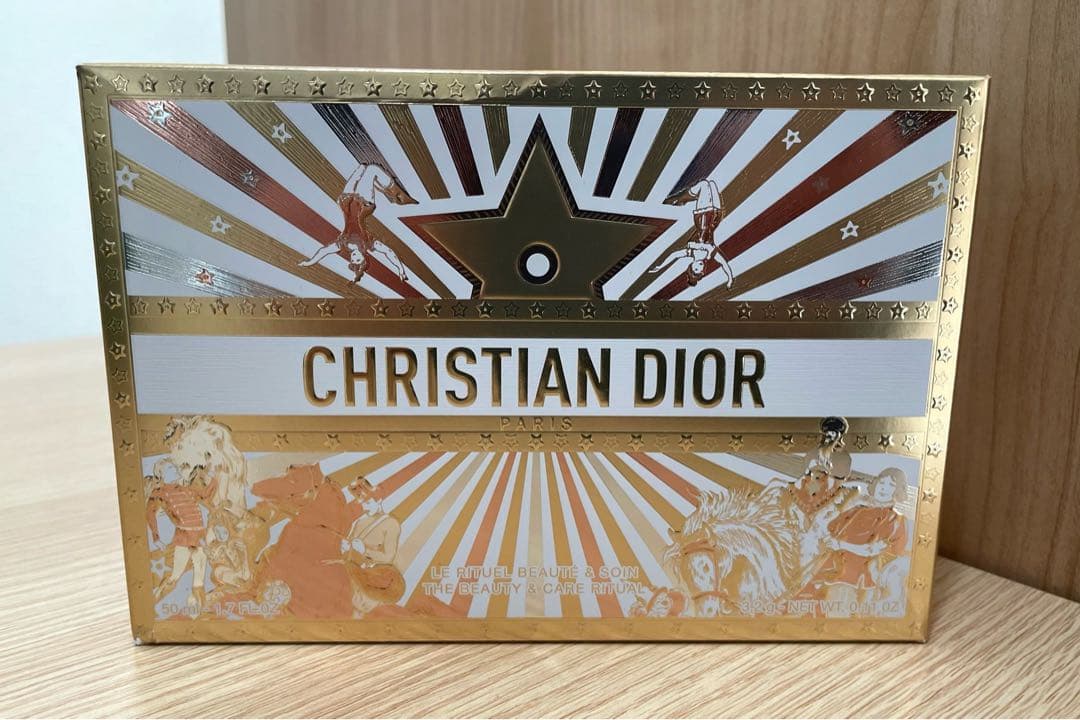 CHRISTIAN DIOR
PARIS
LE RITUEL BEAUTÉ & SOIN
THE BEAUTY & CARE RITUAL
50 ml - 1.7 FL.OZ
3.2 g - NET WT. 0.11 OZ